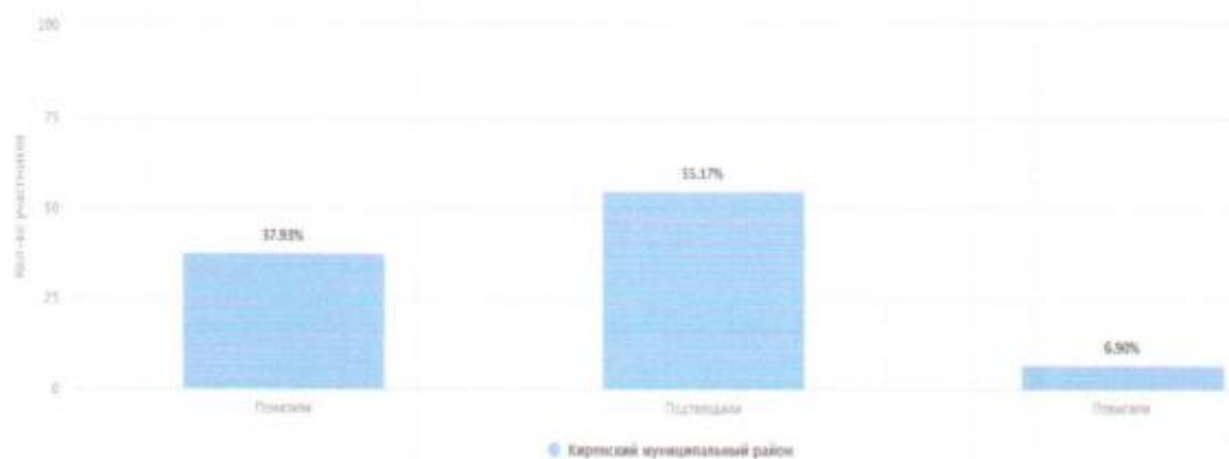 100
75
50
25
0
Кол-во участников
37.93%
55.17%
6.90%
Понизили
Подтвердили
Повысили
Киренский муниципальный район